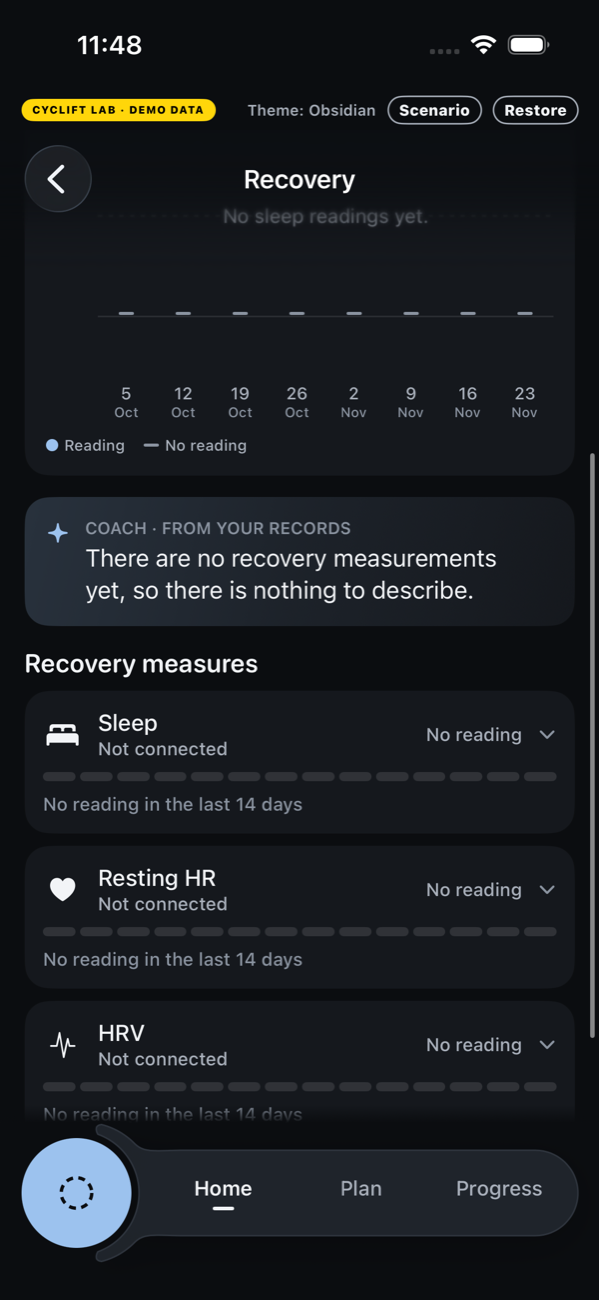 11:48
CYCLIFT LAB · DEMO DATA
Theme: Obsidian
Scenario
Restore
Recovery
No sleep readings yet.
5 12 19 26 2 9 16 23
Oct Oct Oct Oct Nov Nov Nov Nov
Reading
No reading
COACH · FROM YOUR RECORDS
There are no recovery measurements
yet, so there is nothing to describe.
Recovery measures
Sleep
Not connected
No reading
No reading in the last 14 days
Resting HR
Not connected
No reading
No reading in the last 14 days
HRV
Not connected
No reading
No reading in the last 14 days
Home
Plan
Progress